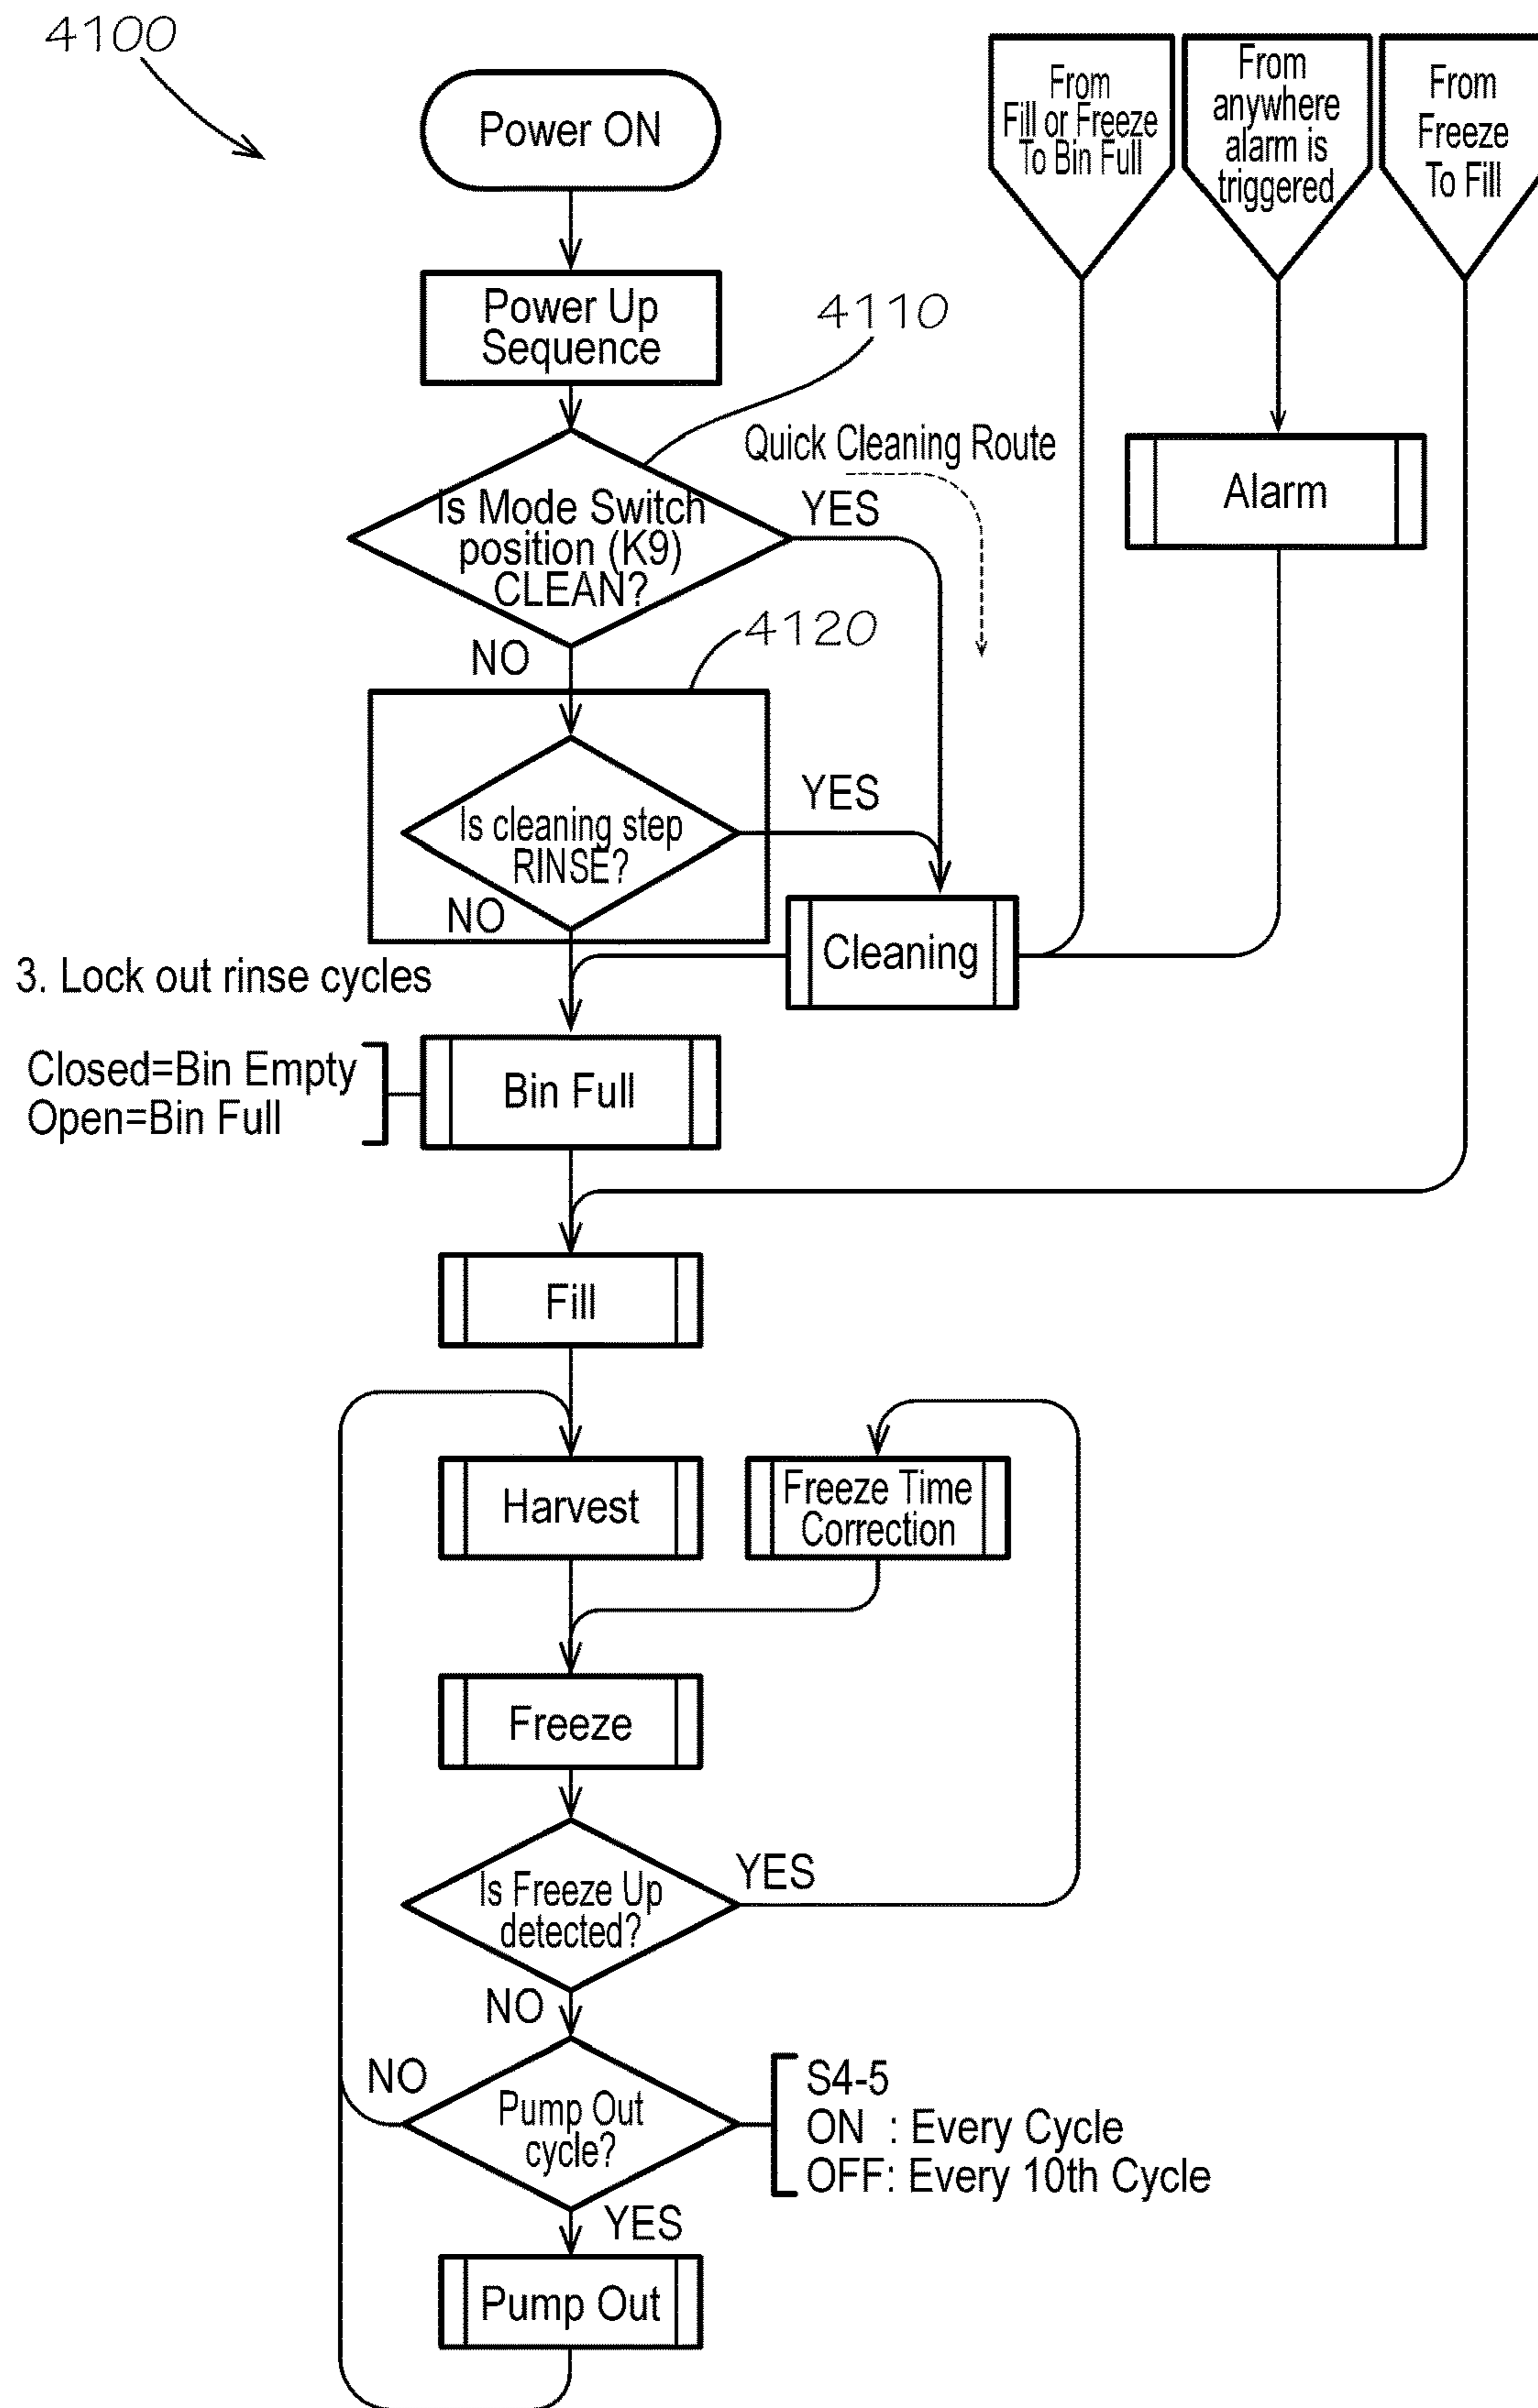 4100
Power ON
From
Fill or Freeze
To Bin Full
From
anywhere
alarm is
triggered
From
Freeze
To Fill
Power Up
Sequence
4110
Quick Cleaning Route
Is Mode Switch
position (K9)
CLEAN?
YES
Alarm
NO
4120
Is cleaning step
RINSE?
YES
NO
Cleaning
3. Lock out rinse cycles
Closed=Bin Empty
Open=Bin Full
Bin Full
Fill
Harvest
Freeze Time
Correction
Freeze
Is Freeze Up
detected?
YES
NO
NO
Pump Out
cycle?
S4-5
ON : Every Cycle
OFF: Every 10th Cycle
YES
Pump Out